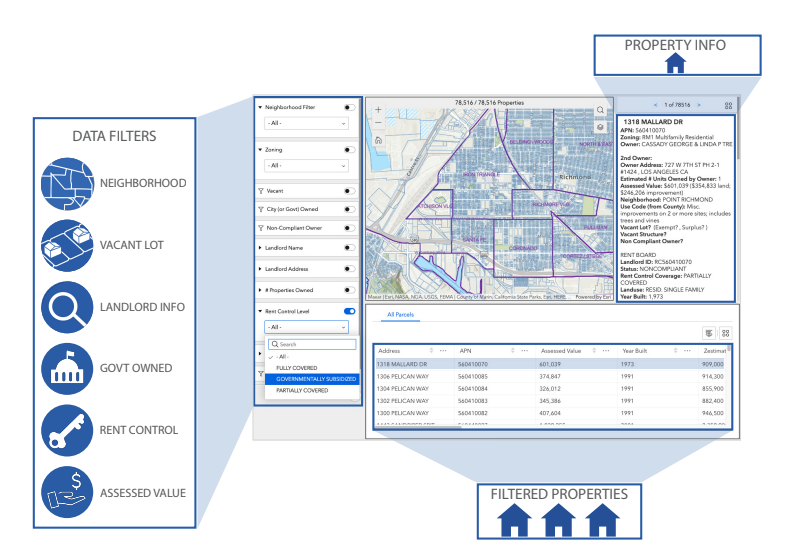 PROPERTY INFO
DATA FILTERS
NEIGHBORHOOD
VACANT LOT
LANDLORD INFO
GOVT OWNED
RENT CONTROL
$
ASSESSED VALUE
Neighborhood Filter
- All -
Zoning
- All -
Vacant
City (or Govt) Owned
Non-Compliant Owner
Landlord Name
Landlord Address
# Properties Owned
Rent Control Level
- All -
Search
- All -
FULLY COVERED
GOVERNMENTALLY SUBSIDIZED
PARTIALLY COVERED
78,516 / 78,516 Properties
BELDING WOODS
NORTH & EAST
IRON TRIANGLE
Richmond
ATCHISON VILLAGE
RICHMORE VILLAGE
PULLMAN
SANTA FE
CORONADO
CORTEZ/STEGE
Maxar | Esri, NASA, NGA, USGS, FEMA | County of Marin, California State Parks, Esri, HERE
Powered by Esri
< 1 of 78516 >
1318 MALLARD DR
APN: 560410070
Zoning: RM1 Multifamily Residential
Owner: CASSADY GEORGE & LINDA P TRE
2nd Owner:
Owner Address: 727 W 7TH ST PH 2-1
#1424 , LOS ANGELES CA
Estimated # Units Owned by Owner: 1
Assessed Value: $601,039 ($354,833 land;
$246,206 improvement)
Neighborhood: POINT RICHMOND
Use Code (from County): Misc.
improvements on 2 or more sites; includes
trees and vines
Vacant Lot? (Exempt? , Surplus? )
Vacant Structure?
Non Compliant Owner?
RENT BOARD
Landlord ID: RC560410070
Status: NONCOMPLIANT
Rent Control Coverage: PARTIALLY
COVERED
Landuse: RESID. SINGLE FAMILY
Year Built: 1,973
All Parcels
Address APN Assessed Value Year Built Zestimat
1318 MALLARD DR 560410070 601,039 1973 909,000
1306 PELICAN WAY 560410085 374,847 1991 914,300
1304 PELICAN WAY 560410084 326,012 1991 855,900
1302 PELICAN WAY 560410083 345,386 1991 882,400
1300 PELICAN WAY 560410082 407,604 1991 946,500
FILTERED PROPERTIES